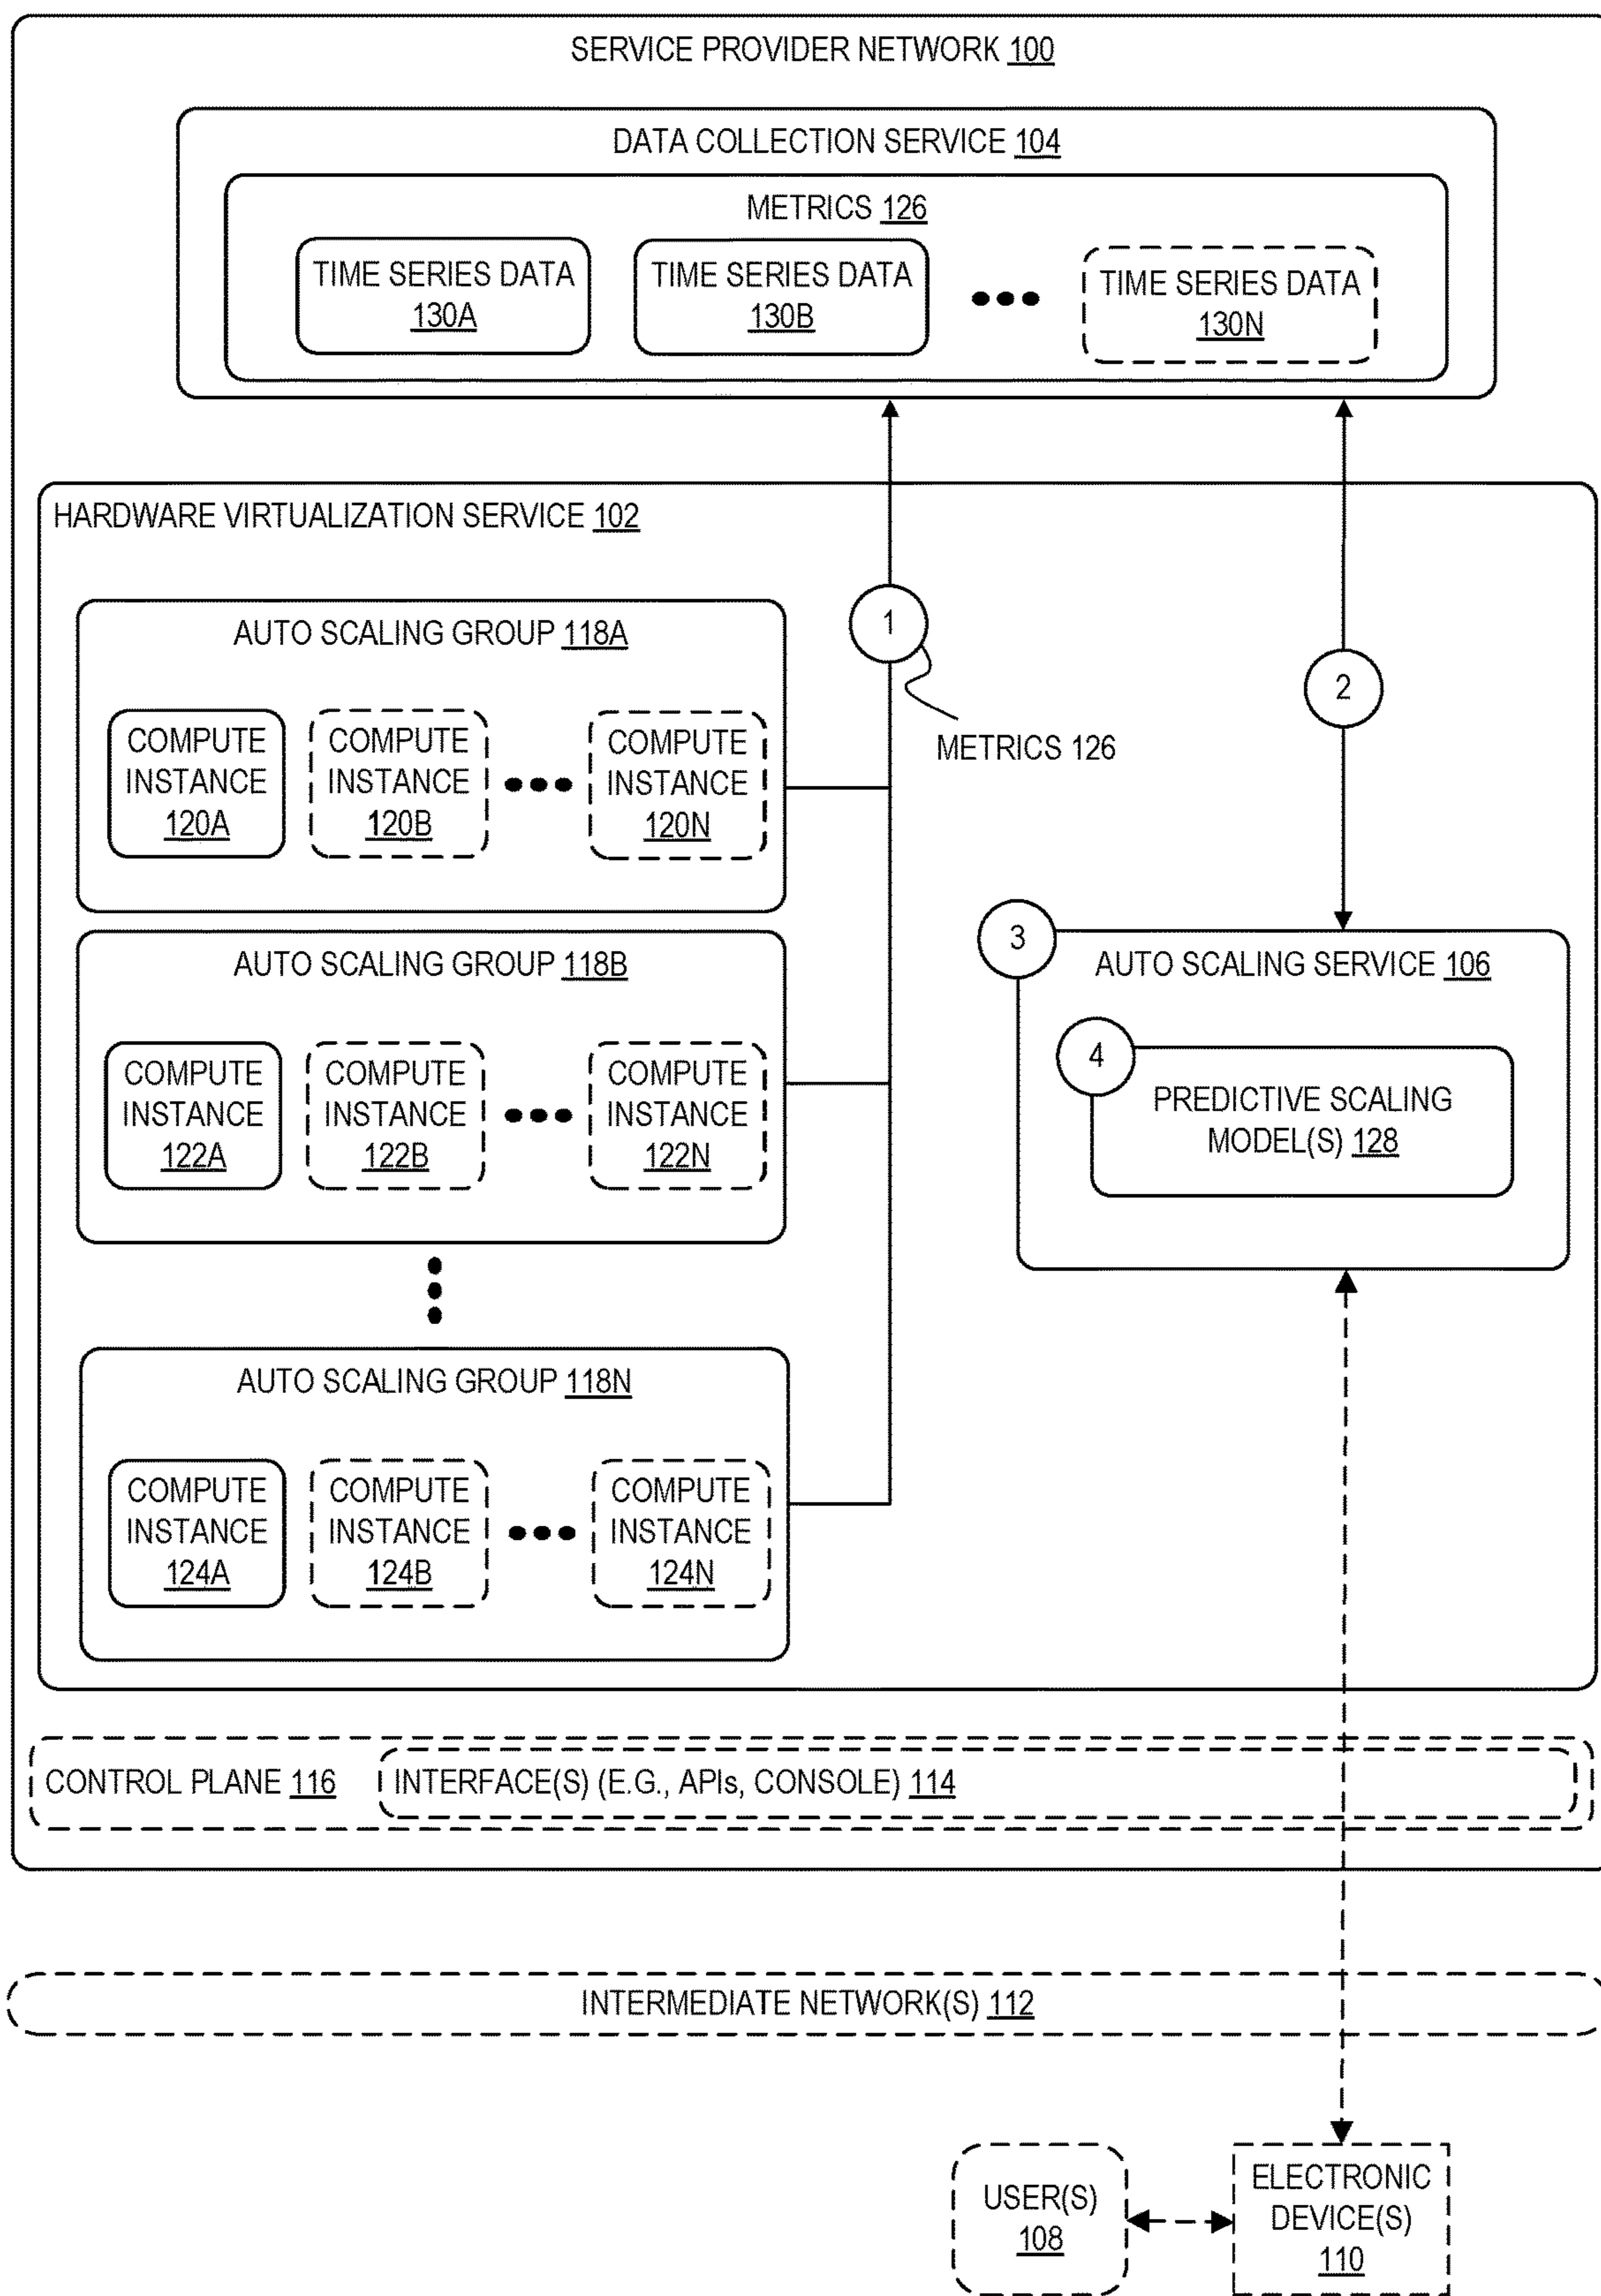 SERVICE PROVIDER NETWORK 100
DATA COLLECTION SERVICE 104
METRICS 126
TIME SERIES DATA
130A
TIME SERIES DATA
130B
TIME SERIES DATA
130N
HARDWARE VIRTUALIZATION SERVICE 102
AUTO SCALING GROUP 118A
COMPUTE
INSTANCE
120A
COMPUTE
INSTANCE
120B
COMPUTE
INSTANCE
120N
1
METRICS 126
2
AUTO SCALING GROUP 118B
COMPUTE
INSTANCE
122A
COMPUTE
INSTANCE
122B
COMPUTE
INSTANCE
122N
3
AUTO SCALING SERVICE 106
4
PREDICTIVE SCALING
MODEL(S) 128
AUTO SCALING GROUP 118N
COMPUTE
INSTANCE
124A
COMPUTE
INSTANCE
124B
COMPUTE
INSTANCE
124N
CONTROL PLANE 116
INTERFACE(S) (E.G., APIs, CONSOLE) 114
INTERMEDIATE NETWORK(S) 112
USER(S)
108
ELECTRONIC
DEVICE(S)
110